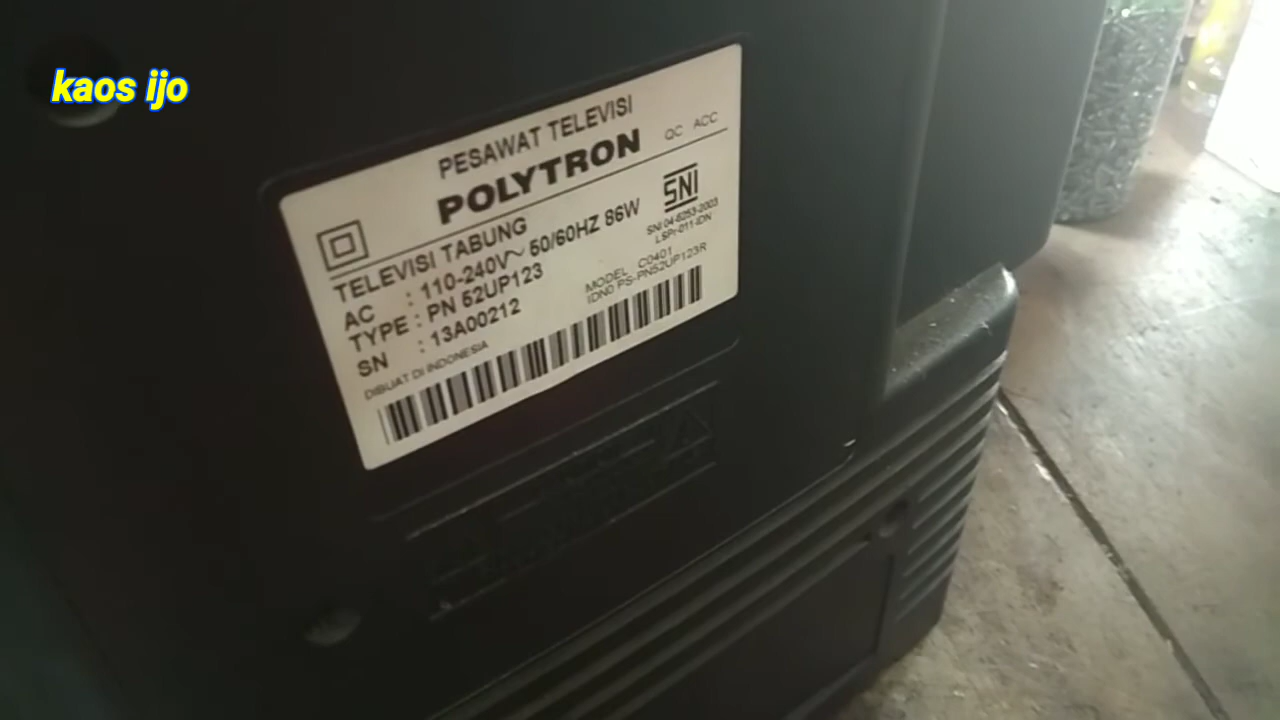 kaos ijo
PESAWAT TELEVISI
POLYTRON
QC ACC
TELEVISI TABUNG
AC : 110-240V~ 50/60HZ 86W
TYPE : PN 52UP123
SN : 13A00212
SNI
SNI 04-6253-2003
LSPr-011-IDN
MODEL C0401
IDN0 PS-PN52UP123R
DIBUAT DI INDONESIA